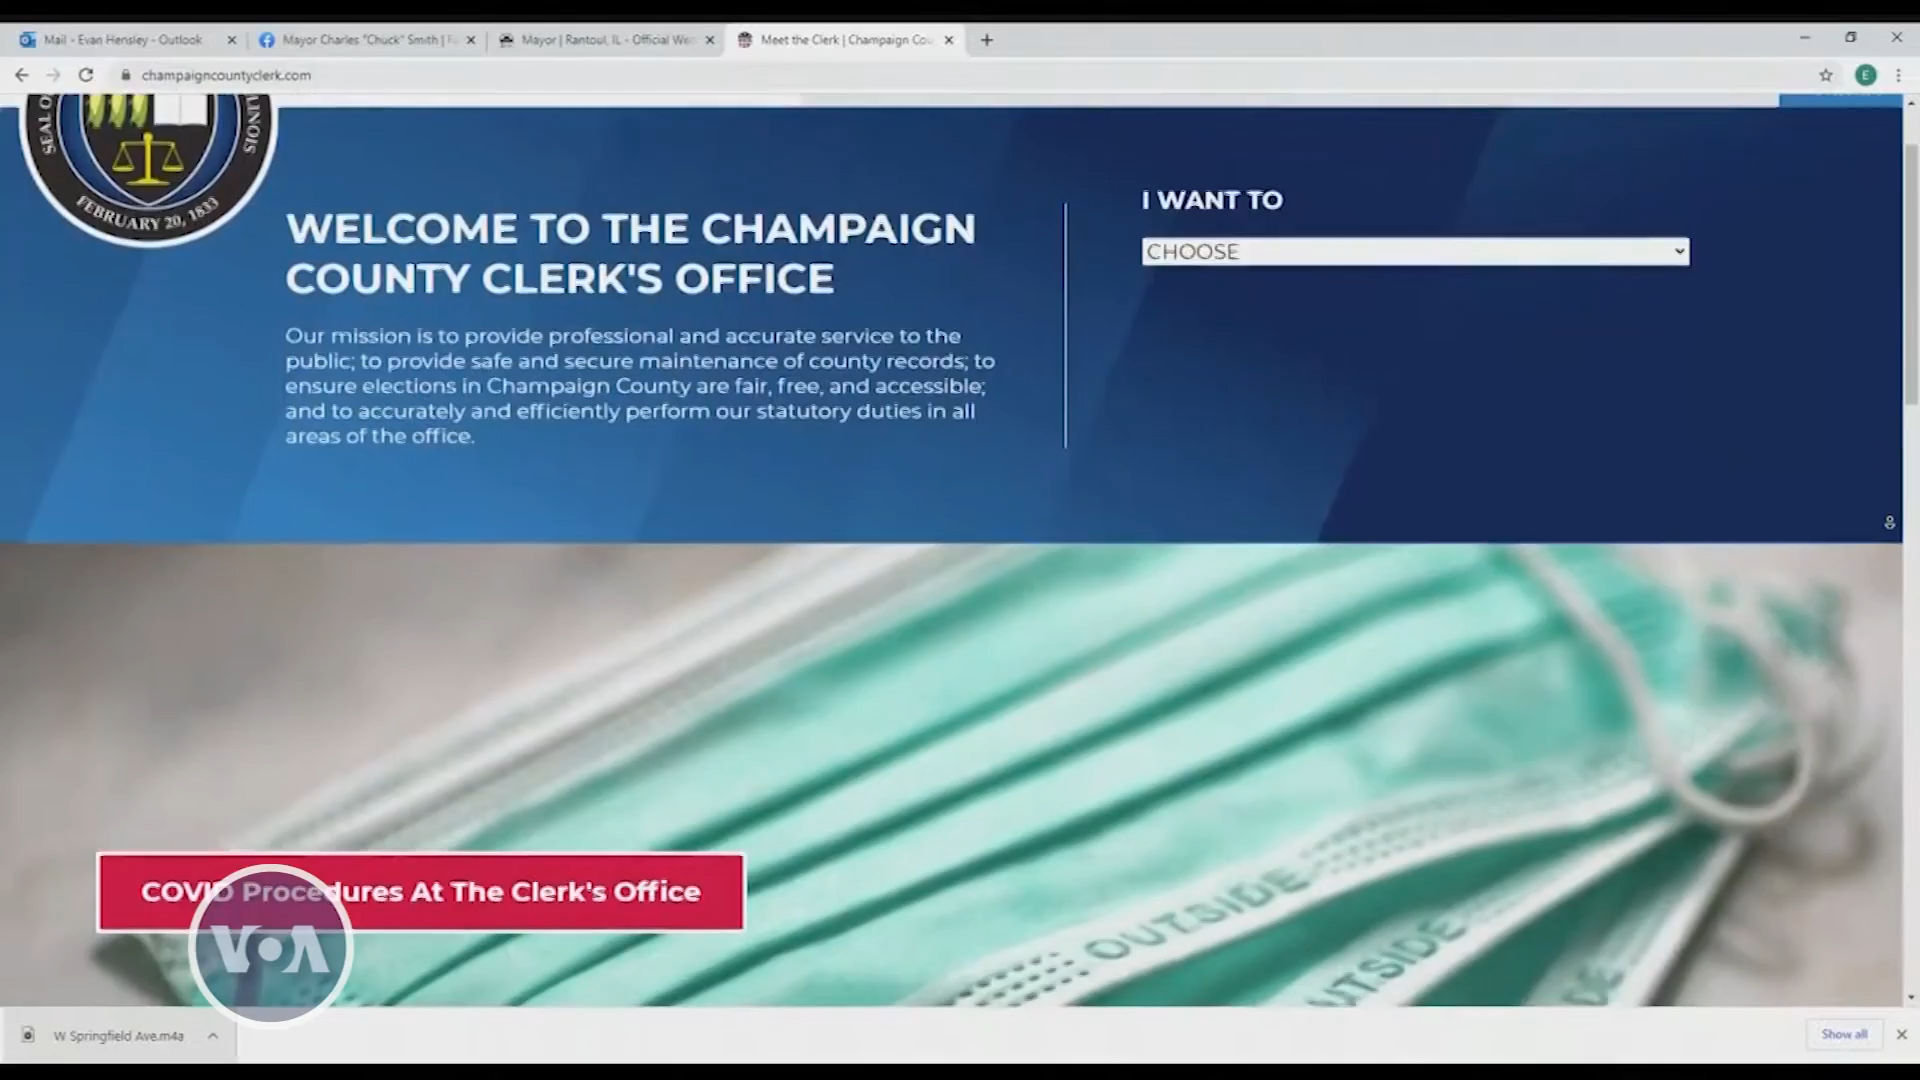 Mail - Evan Hensley - Outlook
Mayor Charles "Chuck" Smith |
Mayor | Rantoul, IL - Official We
Meet the Clerk | Champaign Cou
champaigncountyclerk.com
E
SEAL O
LINOIS
FEBRUARY 20, 1833
WELCOME TO THE CHAMPAIGN
COUNTY CLERK'S OFFICE
Our mission is to provide professional and accurate service to the
public; to provide safe and secure maintenance of county records; to
ensure elections in Champaign County are fair, free, and accessible;
and to accurately and efficiently perform our statutory duties in all
areas of the office.
I WANT TO
CHOOSE
COVID Procedures At The Clerk's Office
OUTSIDE
UTSIDE
DE
VOA
W Springfield Ave.m4a
Show all